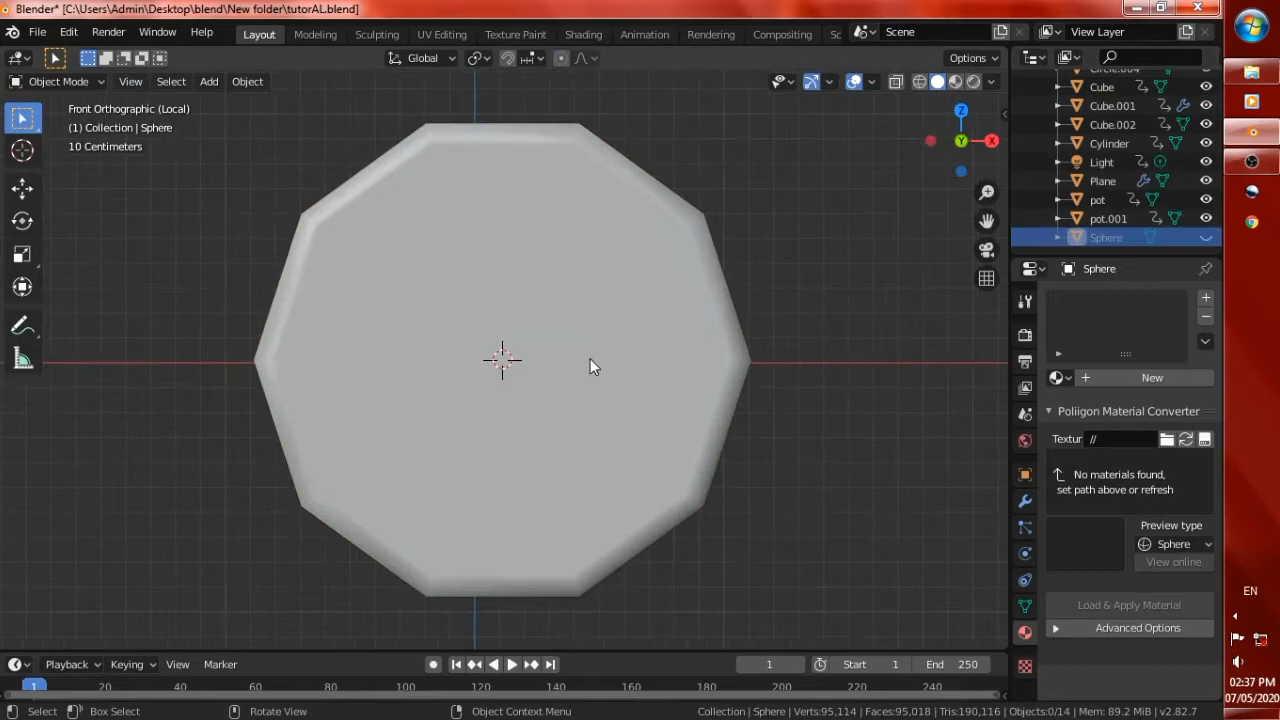 Blender* [C:\Users\Admin\Desktop\blend\New folder\tutorAL.blend]
File Edit Render Window Help
Layout Modeling Sculpting UV Editing Texture Paint Shading Animation Rendering Compositing Sc
Scene
View Layer
Global
Options
Object Mode View Select Add Object
Front Orthographic (Local)
(1) Collection | Sphere
10 Centimeters
Z
Y
X
Circle.004
Cube
Cube.001
Cube.002
Cylinder
Light
Plane
pot
pot.001
Sphere
Sphere
New
Poliigon Material Converter
Textur //
No materials found,
set path above or refresh
Preview type
Sphere
View online
Load & Apply Material
Advanced Options
Playback Keying View Marker
1
Start 1
End 250
1 20 40 60 80 100 120 140 160 180 200 220 240
Select Box Select Rotate View Object Context Menu
Collection | Sphere | Verts:95,114 | Faces:95,018 | Tris:190,116 | Objects:0/14 | Mem: 89.2 MiB | v2.82.7
EN
02:37 PM
07/05/2020